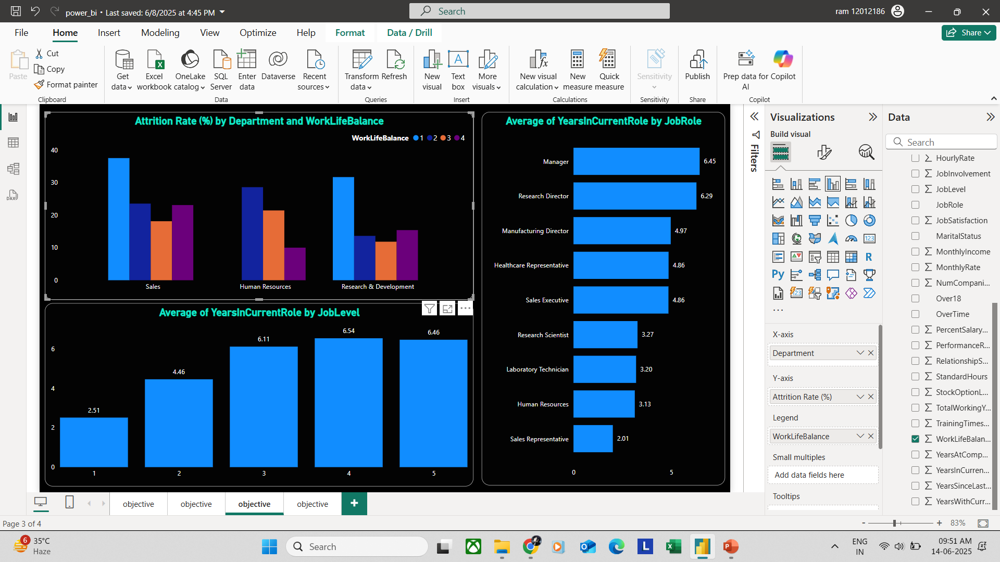 power_bi • Last saved: 6/8/2025 at 4:45 PM
Search
ram 12012186
File
Home
Insert
Modeling
View
Optimize
Help
Format
Data / Drill
Share
Paste
Cut
Copy
Format painter
Clipboard
Get data
Excel workbook
OneLake catalog
SQL Server
Enter data
Dataverse
Recent sources
Data
Transform data
Refresh
Queries
New visual
Text box
More visuals
Insert
New visual calculation
New measure
Quick measure
Calculations
Sensitivity
Sensitivity
Publish
Share
Prep data for AI
Copilot
Copilot
Attrition Rate (%) by Department and WorkLifeBalance
WorkLifeBalance 1 2 3 4
40
30
20
10
0
Sales
Human Resources
Research & Development
Average of YearsInCurrentRole by JobLevel
6
4
2
0
2.51
4.46
6.11
6.54
6.46
1
2
3
4
5
Average of YearsInCurrentRole by JobRole
Manager 6.45
Research Director 6.29
Manufacturing Director 4.97
Healthcare Representative 4.86
Sales Executive 4.86
Research Scientist 3.27
Laboratory Technician 3.20
Human Resources 3.13
Sales Representative 2.01
0
5
Filters
Visualizations
Build visual
123
R
Py
123
...
X-axis
Department
Y-axis
Attrition Rate (%)
Legend
WorkLifeBalance
Small multiples
Add data fields here
Tooltips
Data
Search
HourlyRate
JobInvolvement
JobLevel
JobRole
JobSatisfaction
MaritalStatus
MonthlyIncome
MonthlyRate
NumCompani...
Over18
OverTime
PercentSalary...
PerformanceR...
RelationshipS...
StandardHours
StockOptionL...
TotalWorkingY...
TrainingTimes...
WorkLifeBalan...
YearsAtComp...
YearsInCurren...
YearsSinceLast...
YearsWithCurr...
DAX
objective
objective
objective
objective
+
Page 3 of 4
- + 83%
6
35°C
Haze
Search
ENG
IN
09:51 AM
14-06-2025